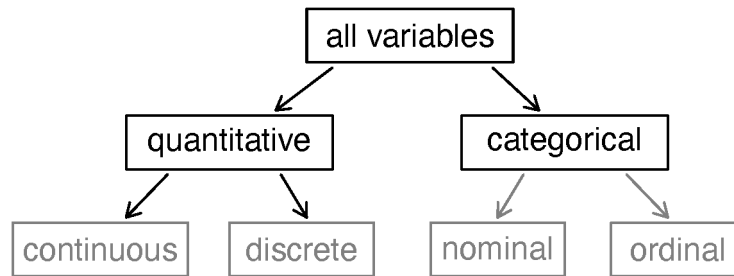 all variables
quantitative
categorical
continuous
discrete
nominal
ordinal